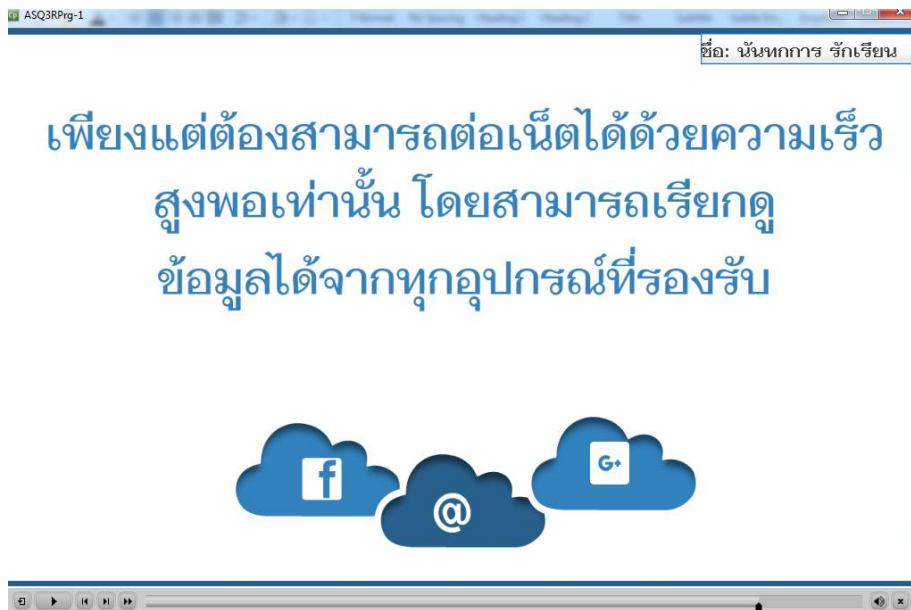 ASQ3RPrg-1
ชื่อ: นันทกการ รักเรียน
เพียงแต่ต้องสามารถต่อเน็ตได้ด้วยความเร็ว
สูงพอเท่านั้น โดยสามารถเรียกดู
ข้อมูลได้จากทุกอุปกรณ์ที่รองรับ
f
G+
@